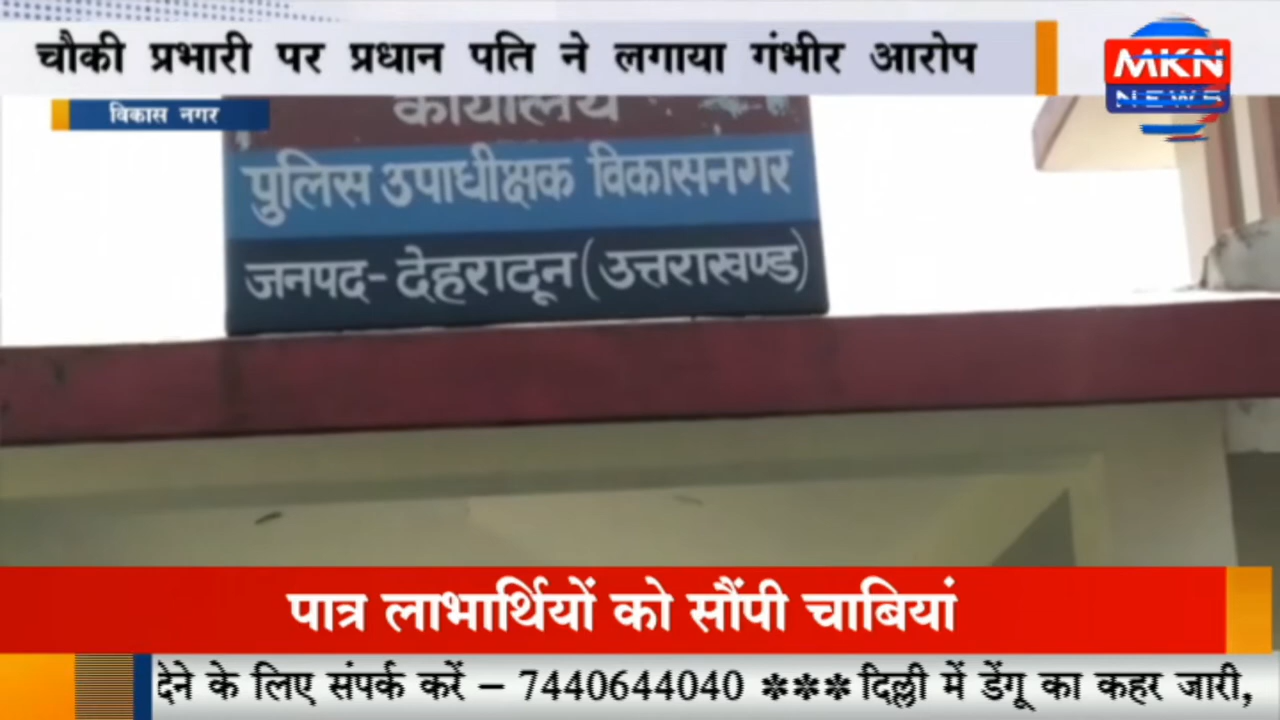 चौकी प्रभारी पर प्रधान पति ने लगाया गंभीर आरोप
MKN
NEWS
विकास नगर
कार्यालय
पुलिस उपाधीक्षक विकासनगर
जनपद- देहरादून (उत्तराखण्ड)
पात्र लाभार्थियों को सौंपी चाबियां
देने के लिए संपर्क करें – 7440644040 *** दिल्ली में डेंगू का कहर जारी,